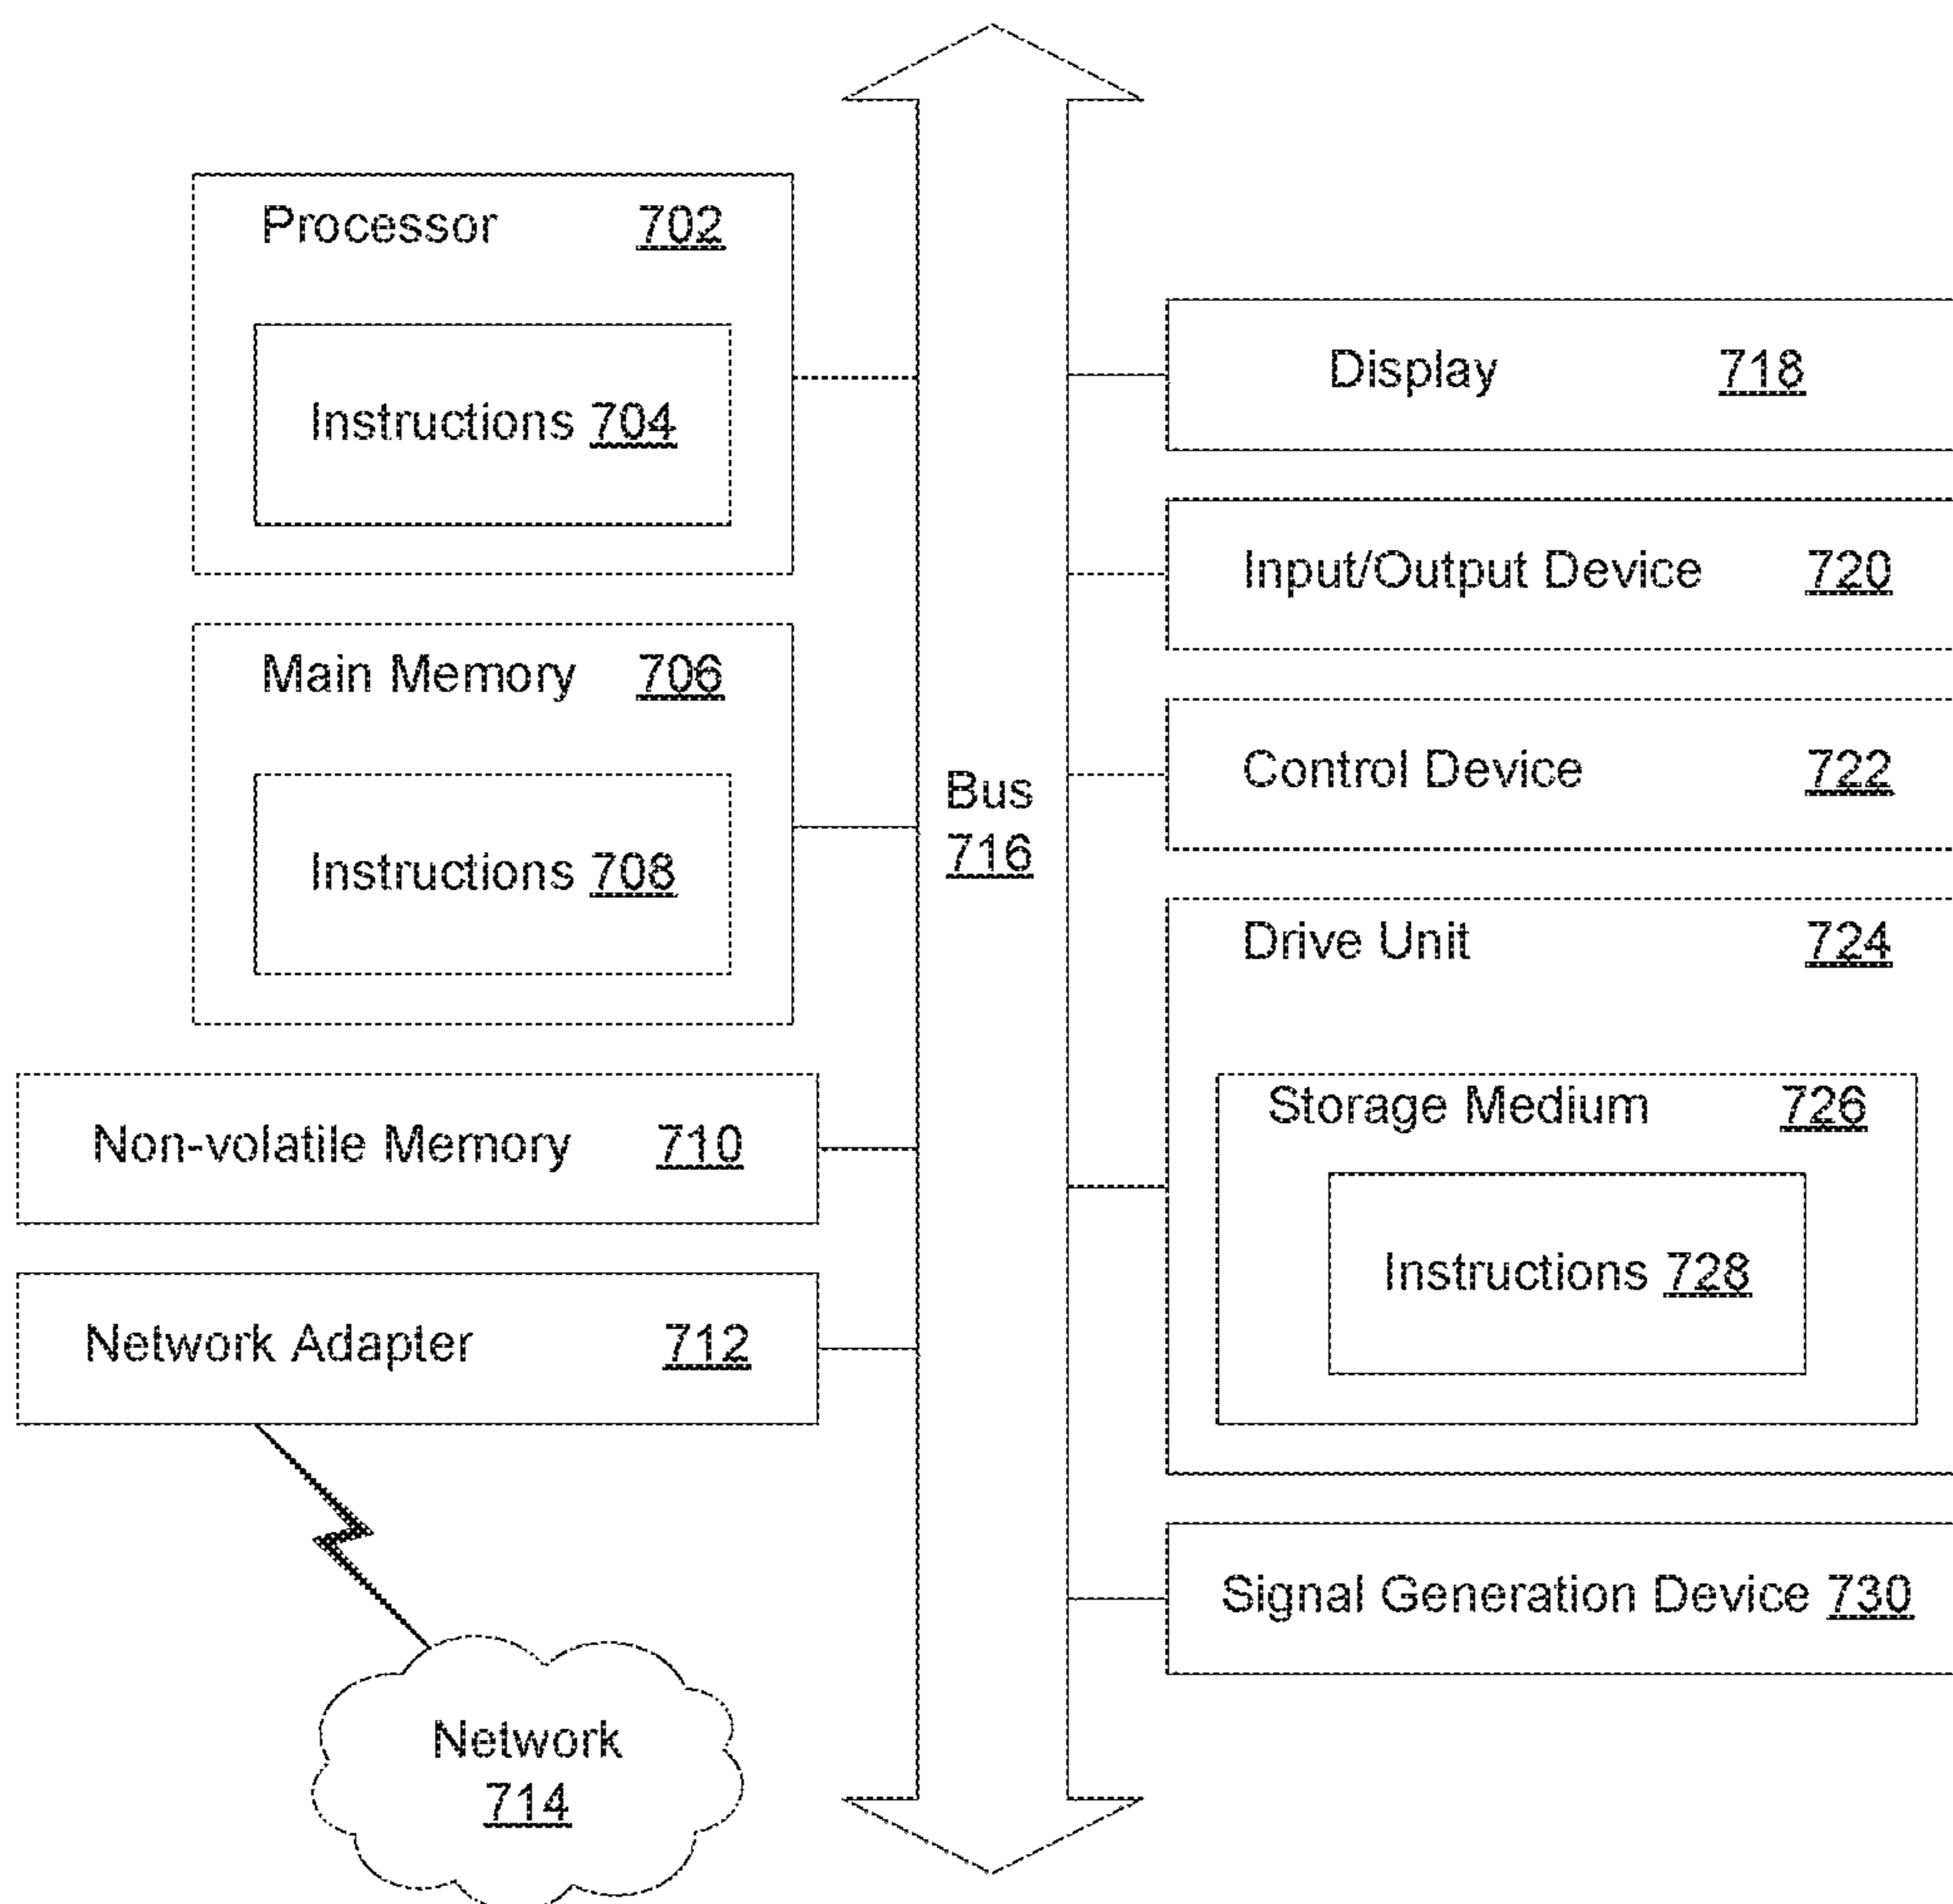 Processor 702
Instructions 704
Main Memory 706
Instructions 708
Non-volatile Memory 710
Network Adapter 712
Network
714
Bus
716
Display 718
Input/Output Device 720
Control Device 722
Drive Unit 724
Storage Medium 726
Instructions 728
Signal Generation Device 730